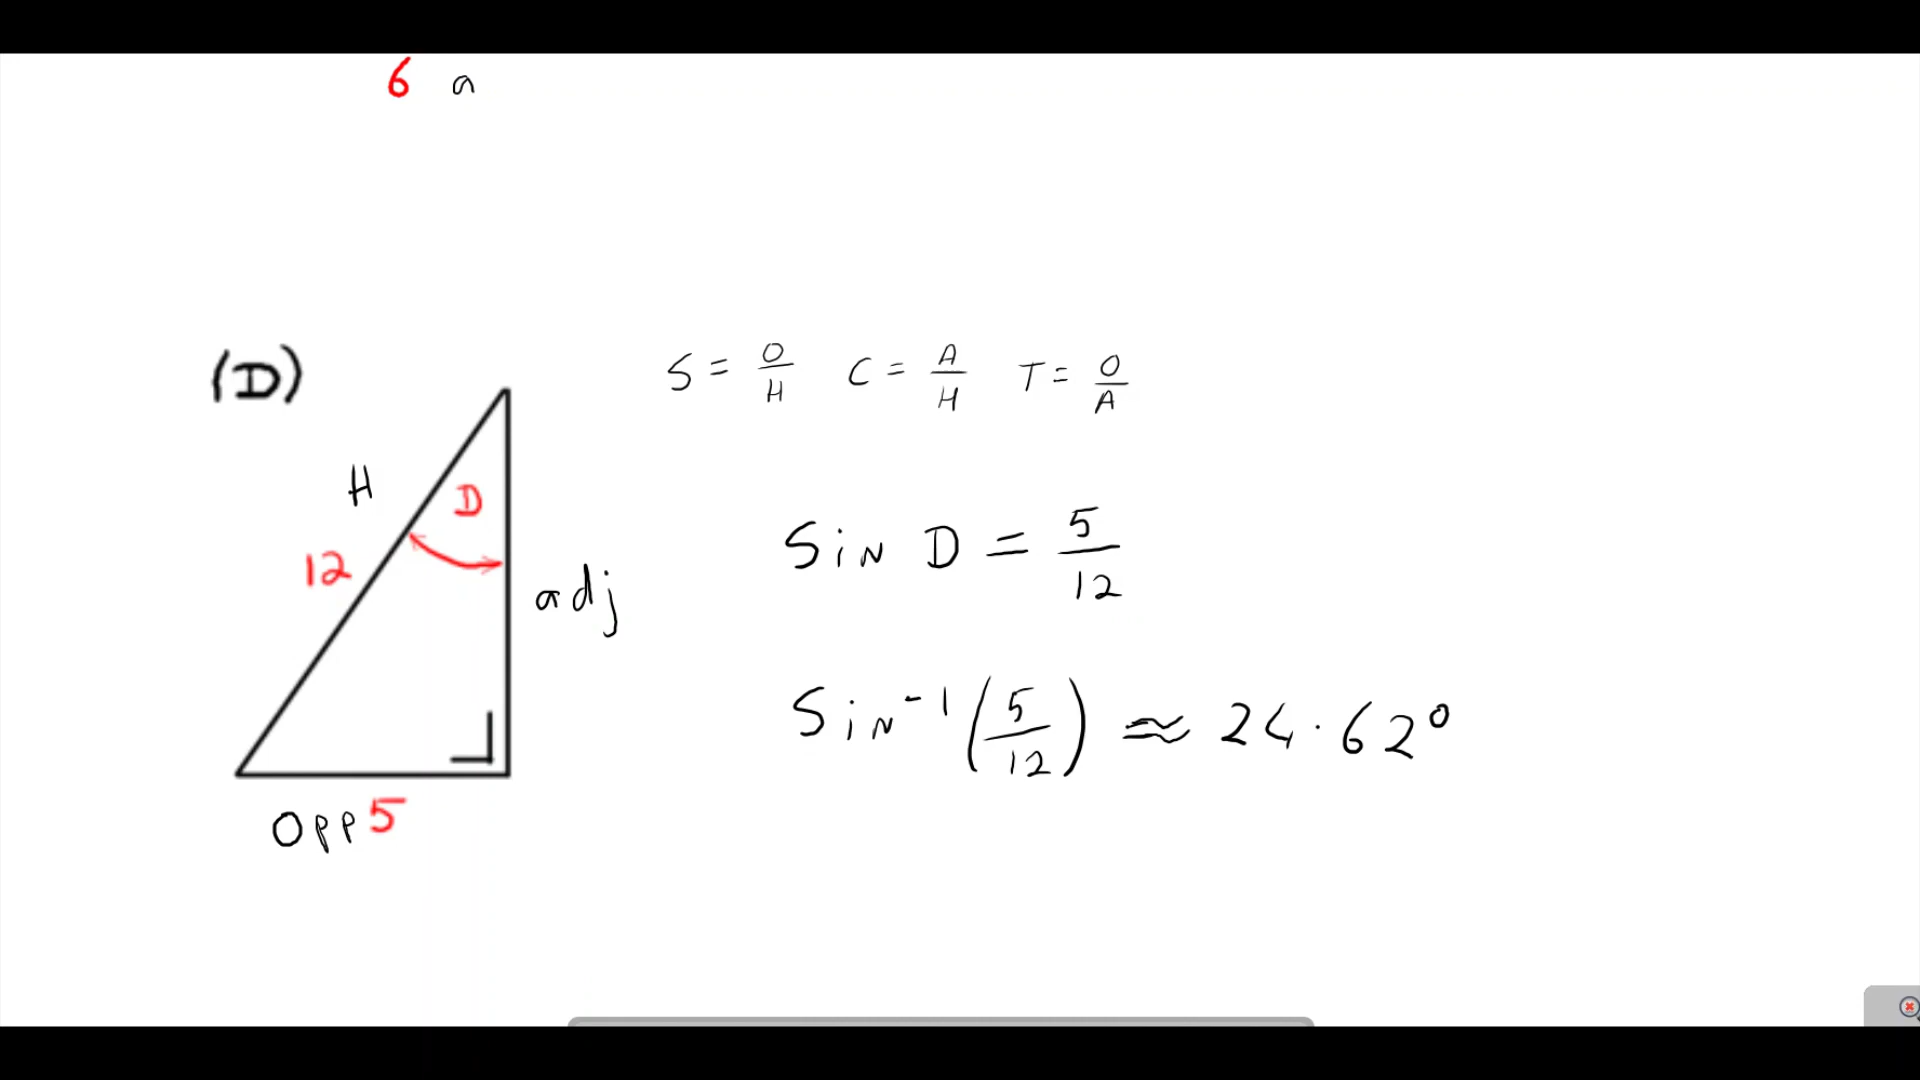 6 a
(D)
S = O/H C = A/H T = O/A
H
D
Sin D = 5/12
12
adj
Sin⁻¹(5/12) ≈ 24.62°
Opp 5